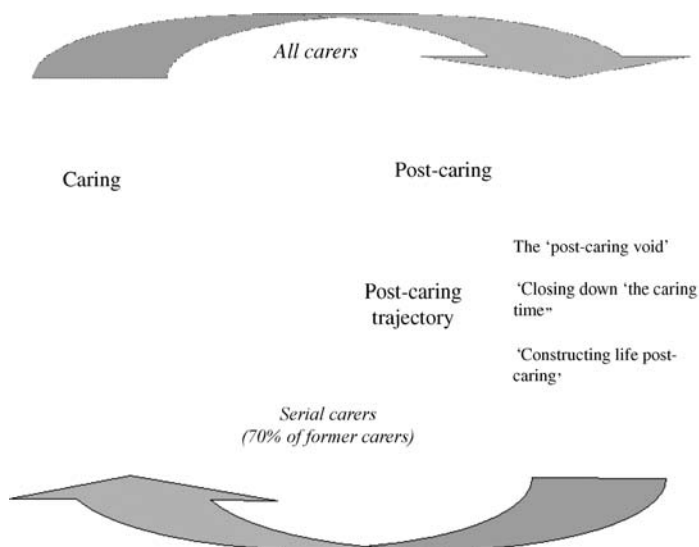 All carers
Caring
Post-caring
The ‘post-caring void’
Post-caring
trajectory
‘Closing down ‘the caring
time”
‘Constructing life post-
caring’
Serial carers
(70% of former carers)